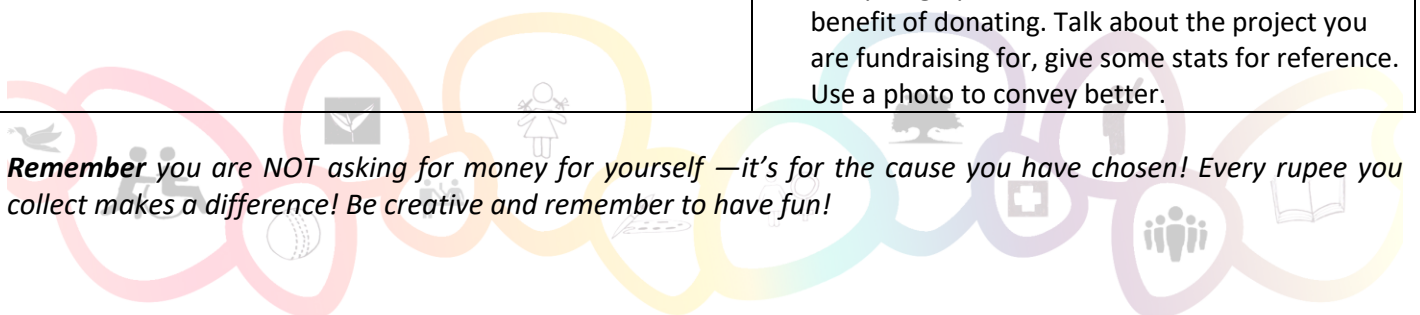 benefit of donating. Talk about the project you
are fundraising for, give some stats for reference.
Use a photo to convey better.
Remember you are NOT asking for money for yourself —it’s for the cause you have chosen! Every rupee you
collect makes a difference! Be creative and remember to have fun!